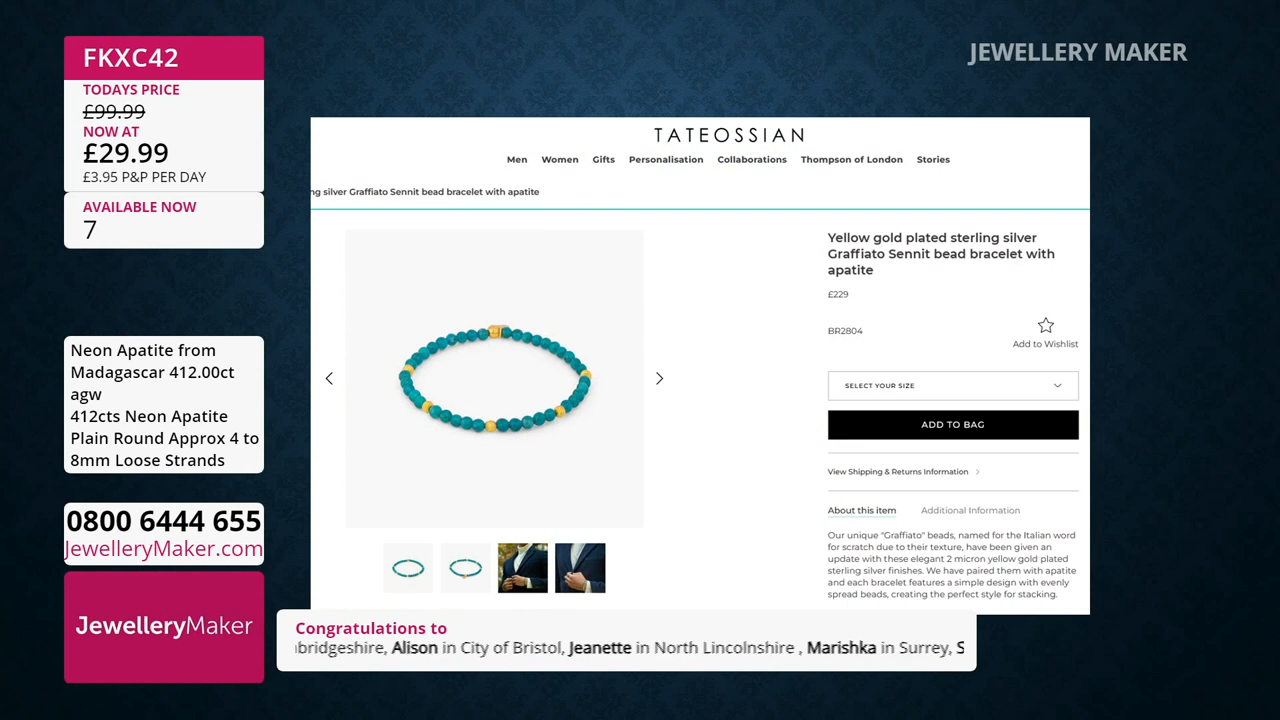 FKXC42
TODAYS PRICE
£99.99
NOW AT
£29.99
£3.95 P&P PER DAY
AVAILABLE NOW
7
Neon Apatite from
Madagascar 412.00ct
agw
412cts Neon Apatite
Plain Round Approx 4 to
8mm Loose Strands
0800 6444 655
JewelleryMaker.com
JewelleryMaker
JEWELLERY MAKER
TATEOSSIAN
Men Women Gifts Personalisation Collaborations Thompson of London Stories
ng silver Graffiato Sennit bead bracelet with apatite
Yellow gold plated sterling silver
Graffiato Sennit bead bracelet with
apatite
£229
BR2804
Add to Wishlist
SELECT YOUR SIZE
ADD TO BAG
View Shipping & Returns Information
About this item Additional Information
Our unique "Graffiato" beads, named for the Italian word
for scratch due to their texture, have been given an
update with these elegant 2 micron yellow gold plated
sterling silver finishes. We have paired them with apatite
and each bracelet features a simple design with evenly
spread beads, creating the perfect style for stacking.
Congratulations to
bridgeshire, Alison in City of Bristol, Jeanette in North Lincolnshire , Marishka in Surrey, S